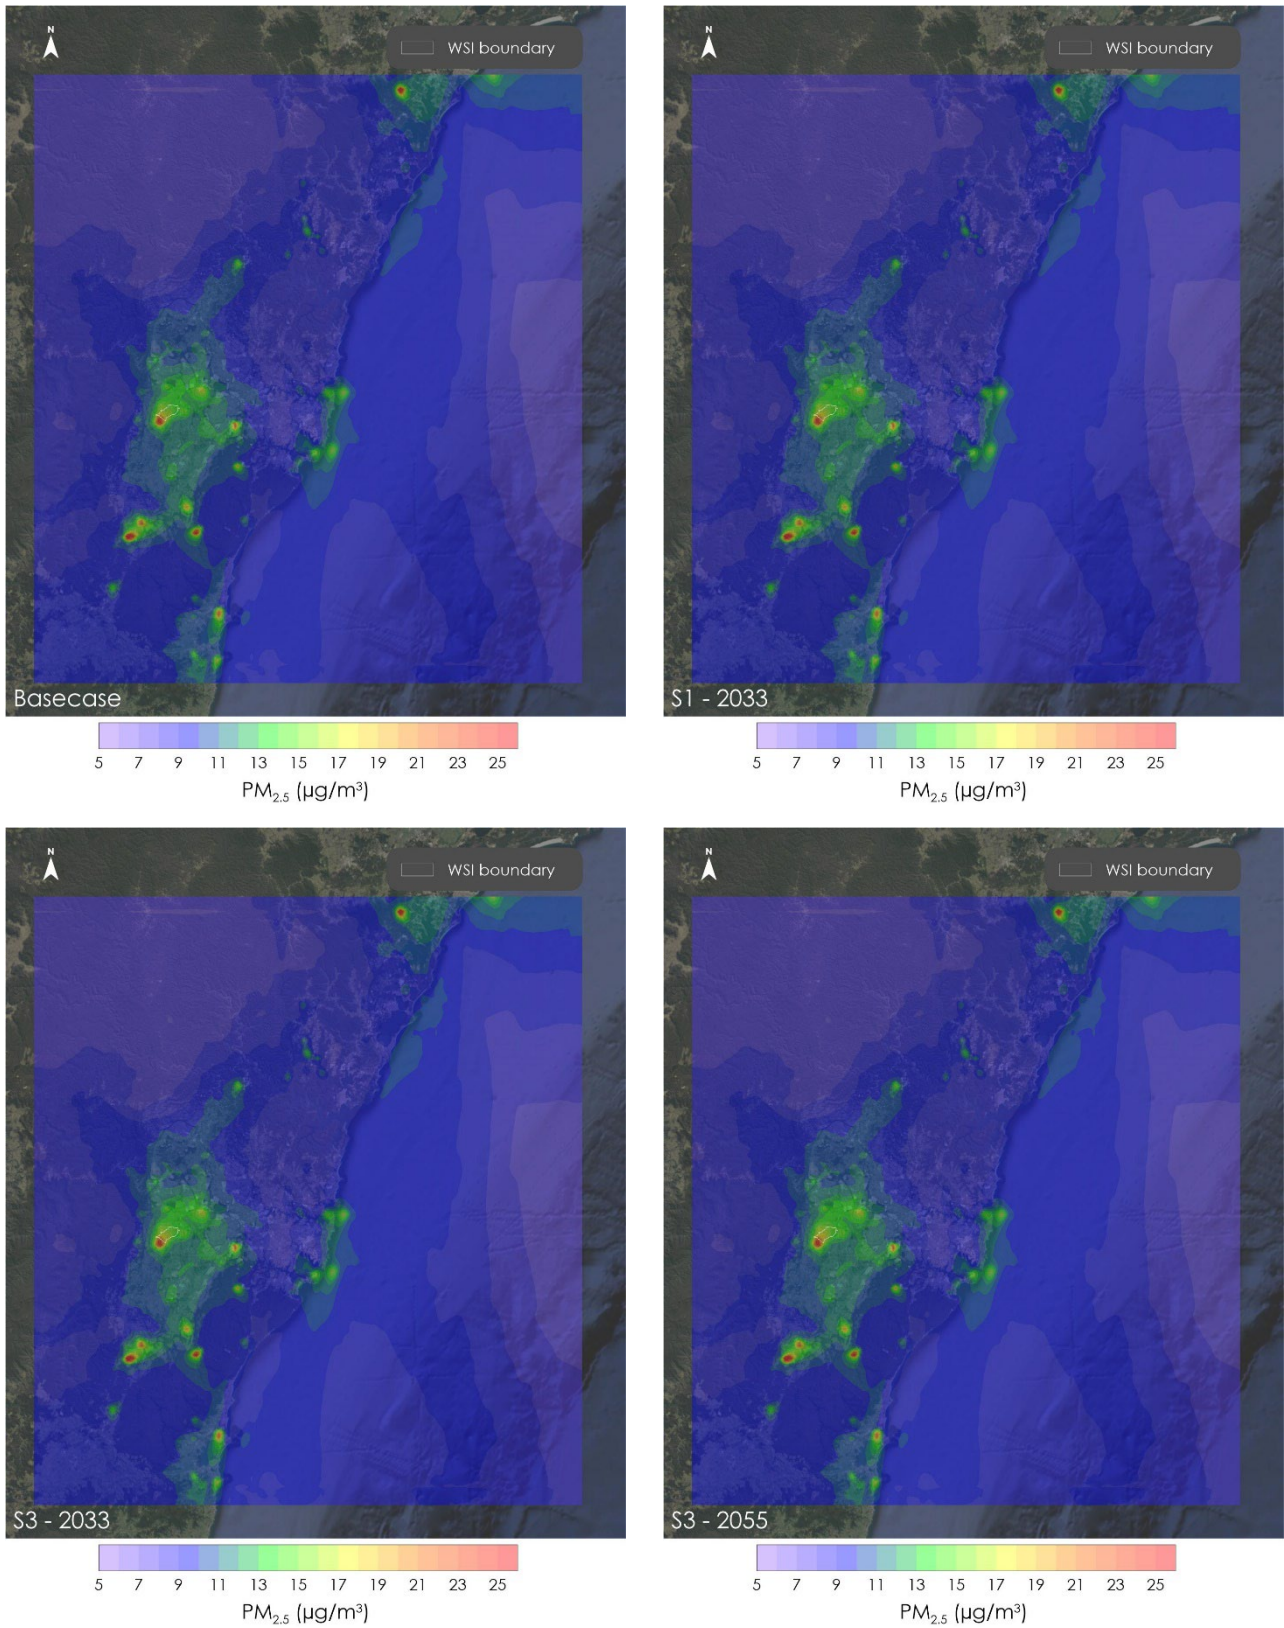 N
WSI boundary
Basecase
5 7 9 11 13 15 17 19 21 23 25
PM2.5 (µg/m³)
N
WSI boundary
S1 - 2033
5 7 9 11 13 15 17 19 21 23 25
PM2.5 (µg/m³)
N
WSI boundary
S3 - 2033
5 7 9 11 13 15 17 19 21 23 25
PM2.5 (µg/m³)
N
WSI boundary
S3 - 2055
5 7 9 11 13 15 17 19 21 23 25
PM2.5 (µg/m³)